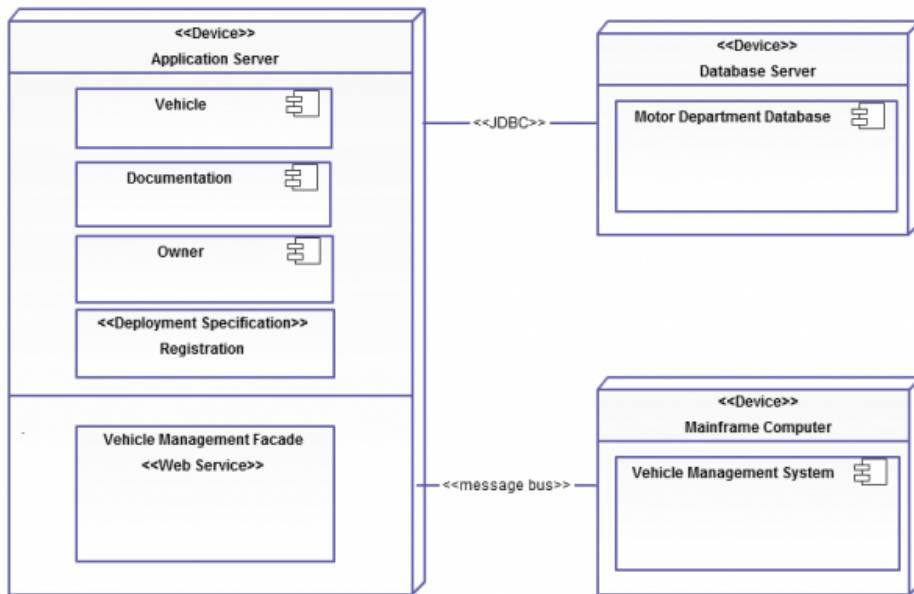 <<Device>>
Application Server
Vehicle
Documentation
Owner
<<Deployment Specification>>
Registration
Vehicle Management Facade
<<Web Service>>
<<JDBC>>
<<Device>>
Database Server
Motor Department Database
<<message bus>>
<<Device>>
Mainframe Computer
Vehicle Management System